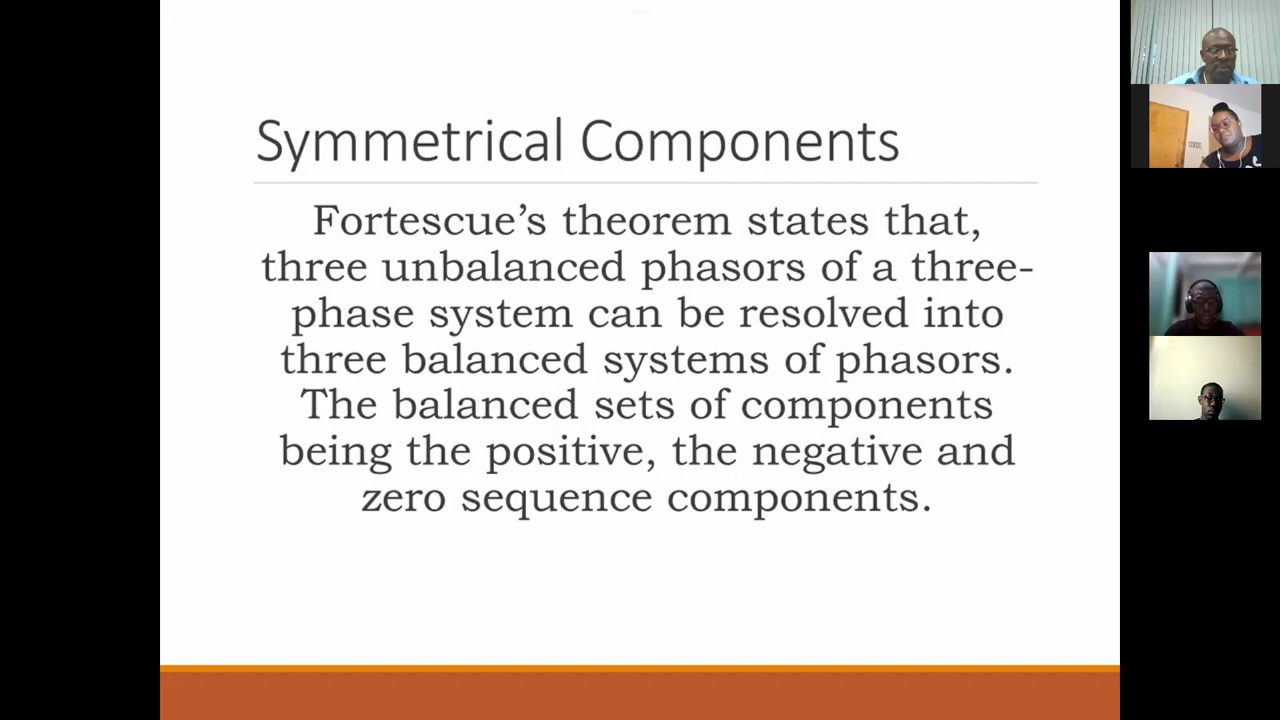 Symmetrical Components
Fortescue’s theorem states that,
three unbalanced phasors of a three-
phase system can be resolved into
three balanced systems of phasors.
The balanced sets of components
being the positive, the negative and
zero sequence components.